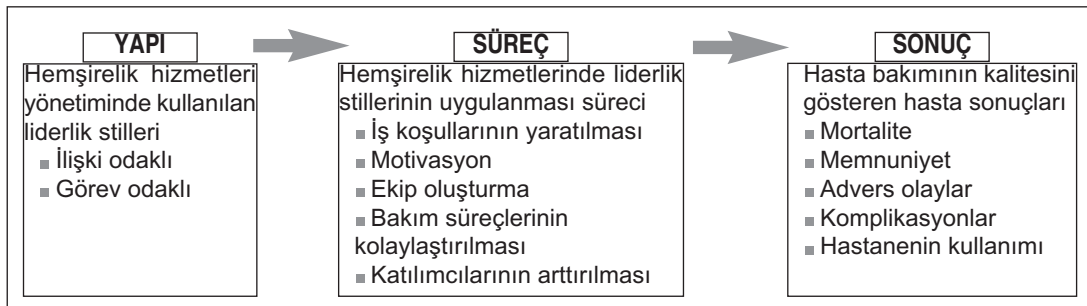 YAPI
Hemşirelik hizmetleri
yönetiminde kullanılan
liderlik stilleri
▪ İlişki odaklı
▪ Görev odaklı
SÜREÇ
Hemşirelik hizmetlerinde liderlik
stillerinin uygulanması süreci
▪ İş koşullarının yaratılması
▪ Motivasyon
▪ Ekip oluşturma
▪ Bakım süreçlerinin
kolaylaştırılması
▪ Katılımcılarının arttırılması
SONUÇ
Hasta bakımının kalitesini
gösteren hasta sonuçları
▪ Mortalite
▪ Memnuniyet
▪ Advers olaylar
▪ Komplikasyonlar
▪ Hastanenin kullanımı